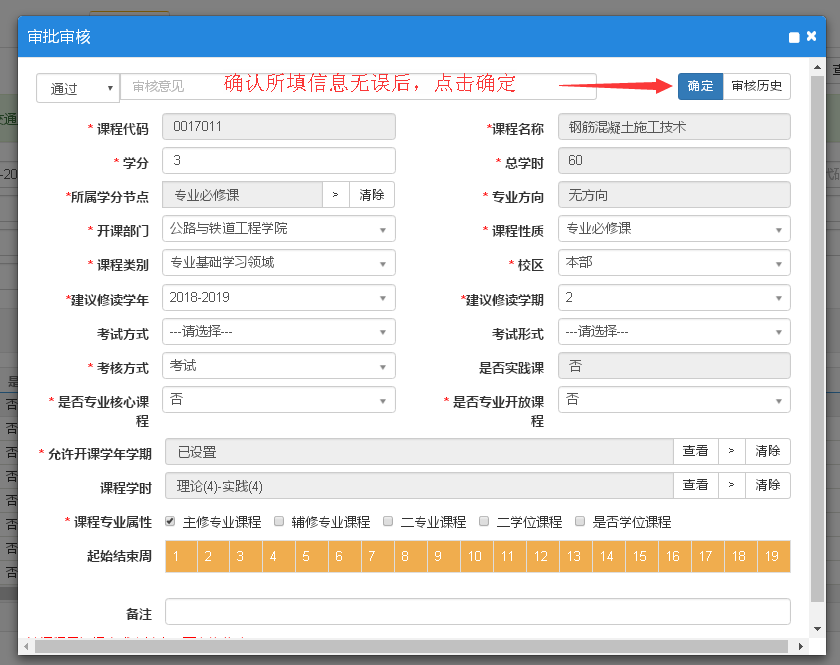 审批审核
通过 审核意见 确认所填信息无误后，点击确定 确定 审核历史
* 课程代码 0017011 *课程名称 钢筋混凝土施工技术
* 学分 3 * 总学时 60
*所属学分节点 专业必修课 > 清除 * 专业方向 无方向
* 开课部门 公路与铁道工程学院 * 课程性质 专业必修课
* 课程类别 专业基础学习领域 * 校区 本部
*建议修读学年 2018-2019 *建议修读学期 2
考试方式 ---请选择--- 考试形式 ---请选择---
* 考核方式 考试 是否实践课 否
* 是否专业核心课程 否 * 是否专业开放课程 否
* 允许开课学年学期 已设置 查看 > 清除
课程学时 理论(4)-实践(4) 查看 > 清除
* 课程专业属性 主修专业课程 辅修专业课程 二专业课程 二学位课程 是否学位课程
起始结束周 1 2 3 4 5 6 7 8 9 10 11 12 13 14 15 16 17 18 19
备注